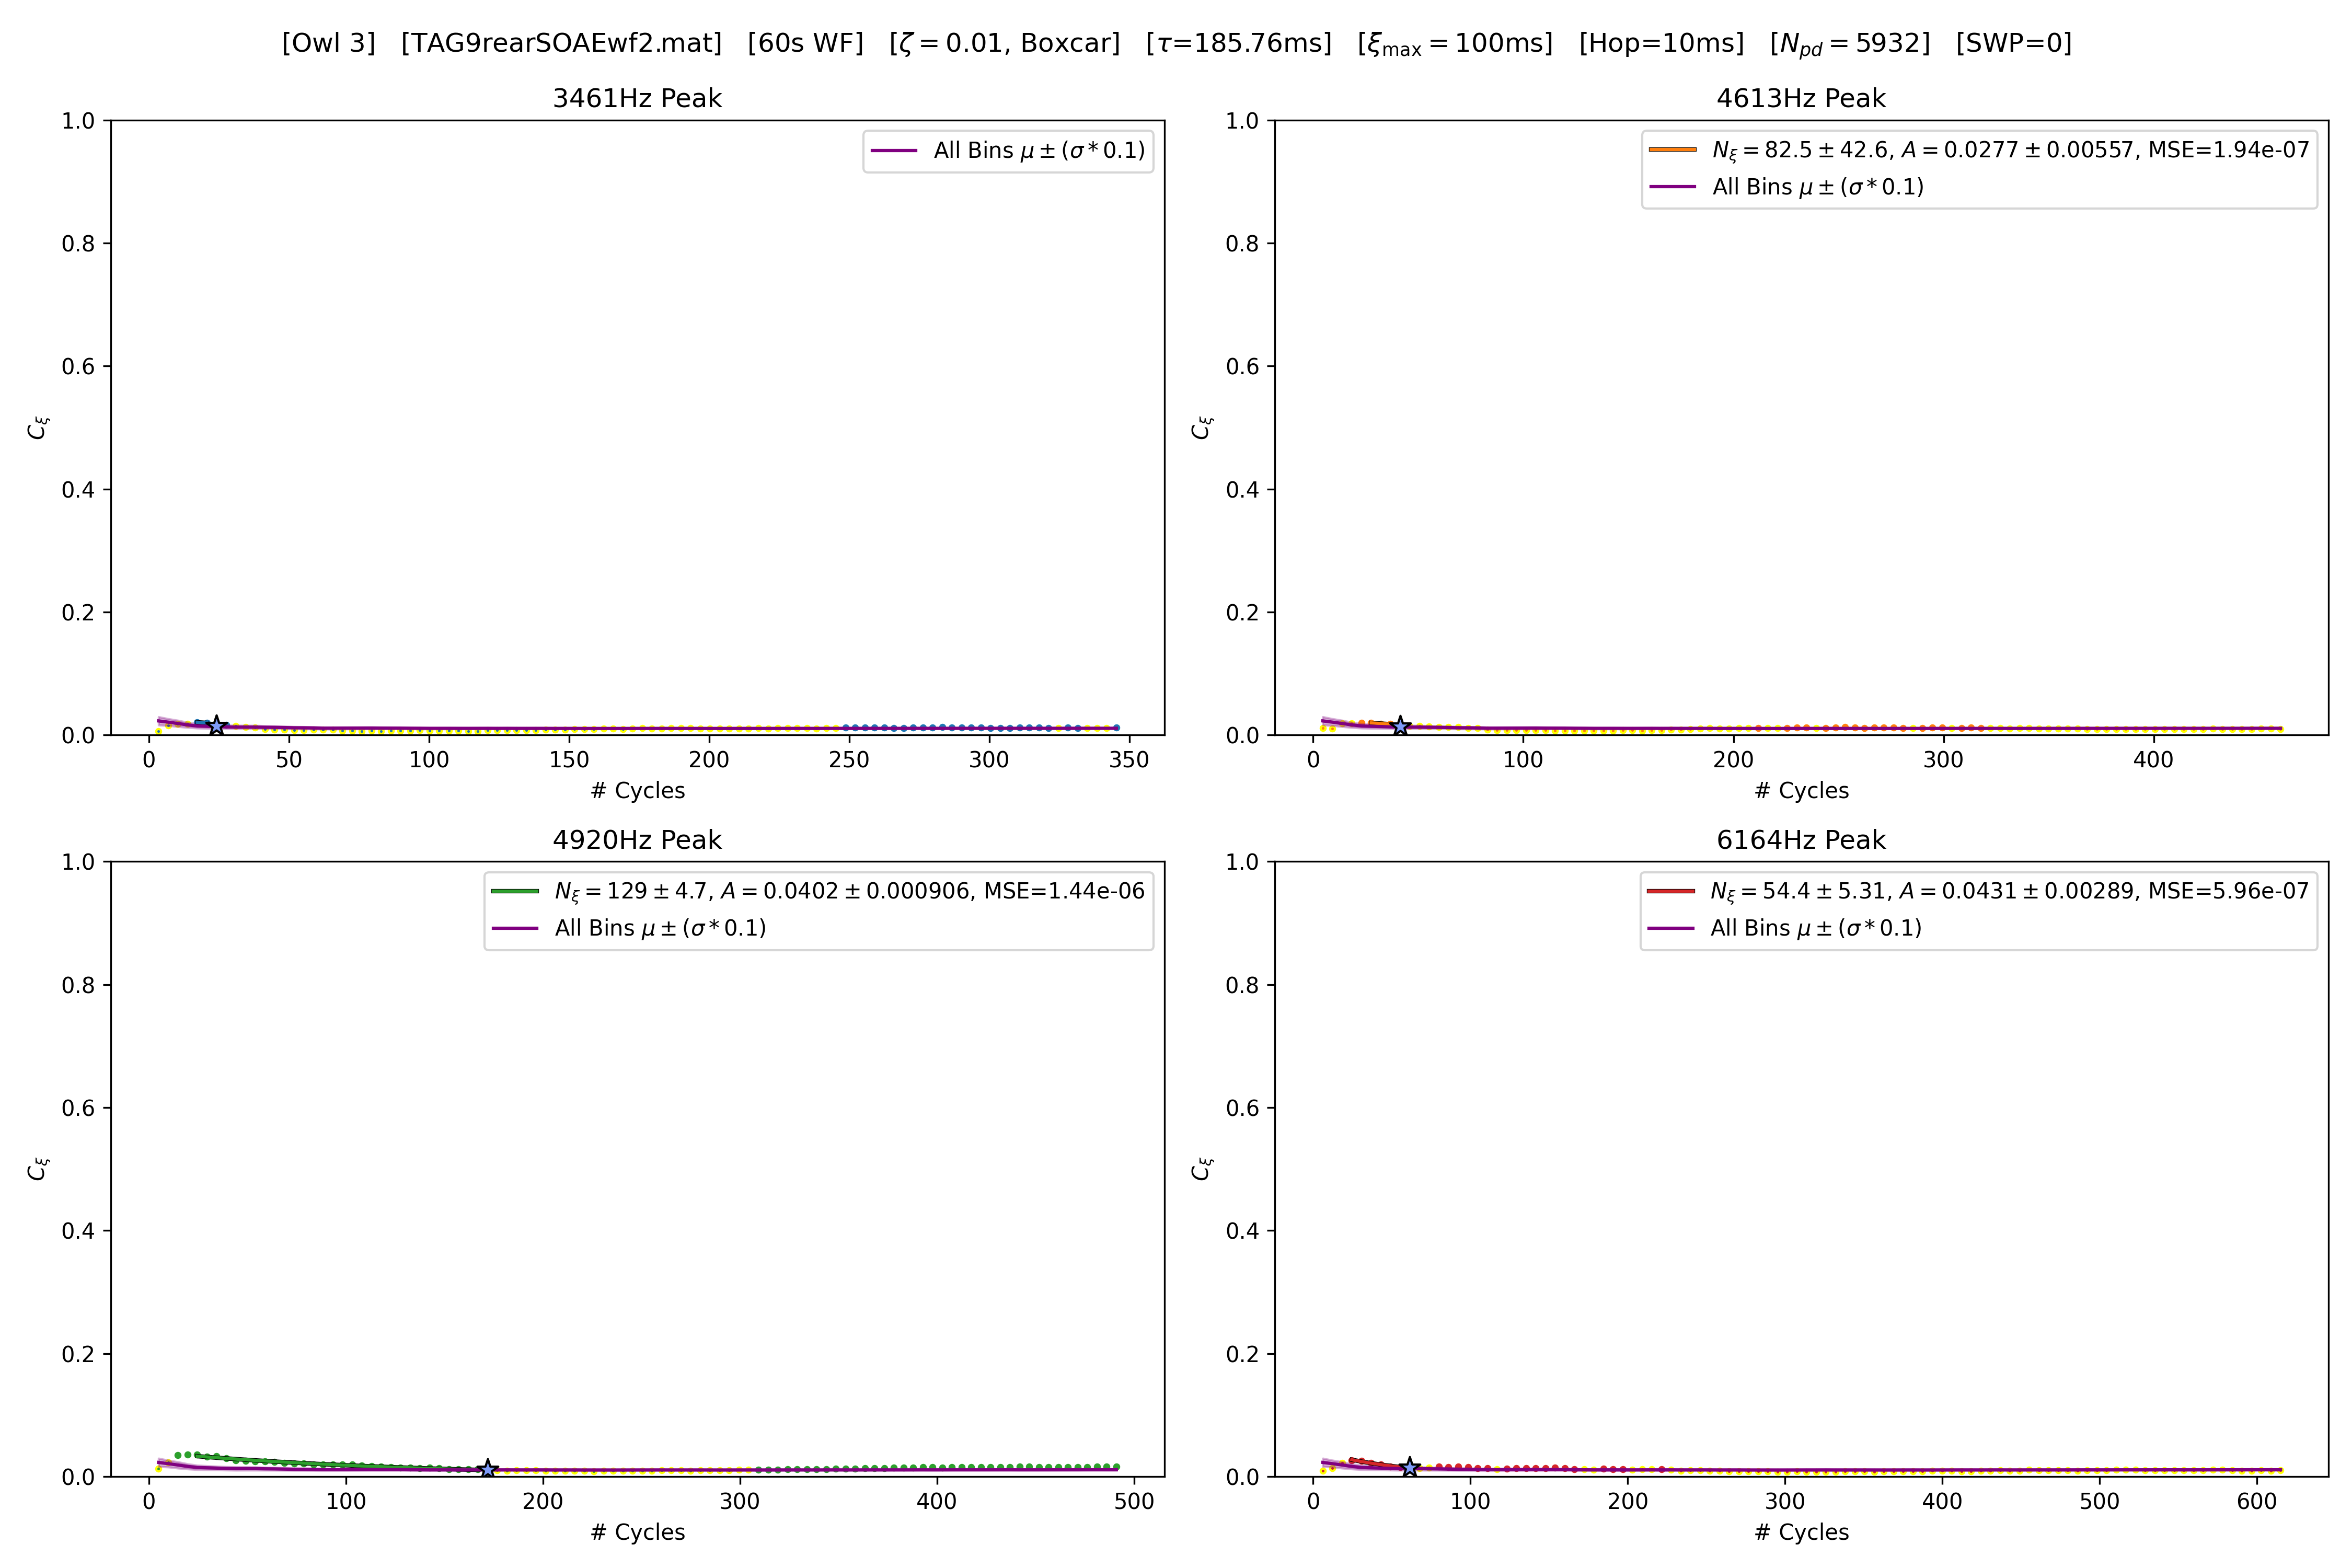 [Owl 3] [TAG9rearSOAEwf2.mat] [60s WF] [ζ = 0.01, Boxcar] [τ=185.76ms] [ξmax = 100ms] [Hop=10ms] [Npd = 5932] [SWP=0]
3461Hz Peak
1.0
0.8
0.6
0.4
0.2
0.0
Cξ
All Bins μ ± (σ * 0.1)
0 50 100 150 200 250 300 350
# Cycles
4613Hz Peak
1.0
0.8
0.6
0.4
0.2
0.0
Cξ
Nξ = 82.5 ± 42.6, A = 0.0277 ± 0.00557, MSE=1.94e-07
All Bins μ ± (σ * 0.1)
0 100 200 300 400
# Cycles
4920Hz Peak
1.0
0.8
0.6
0.4
0.2
0.0
Cξ
Nξ = 129 ± 4.7, A = 0.0402 ± 0.000906, MSE=1.44e-06
All Bins μ ± (σ * 0.1)
0 100 200 300 400 500
# Cycles
6164Hz Peak
1.0
0.8
0.6
0.4
0.2
0.0
Cξ
Nξ = 54.4 ± 5.31, A = 0.0431 ± 0.00289, MSE=5.96e-07
All Bins μ ± (σ * 0.1)
0 100 200 300 400 500 600
# Cycles